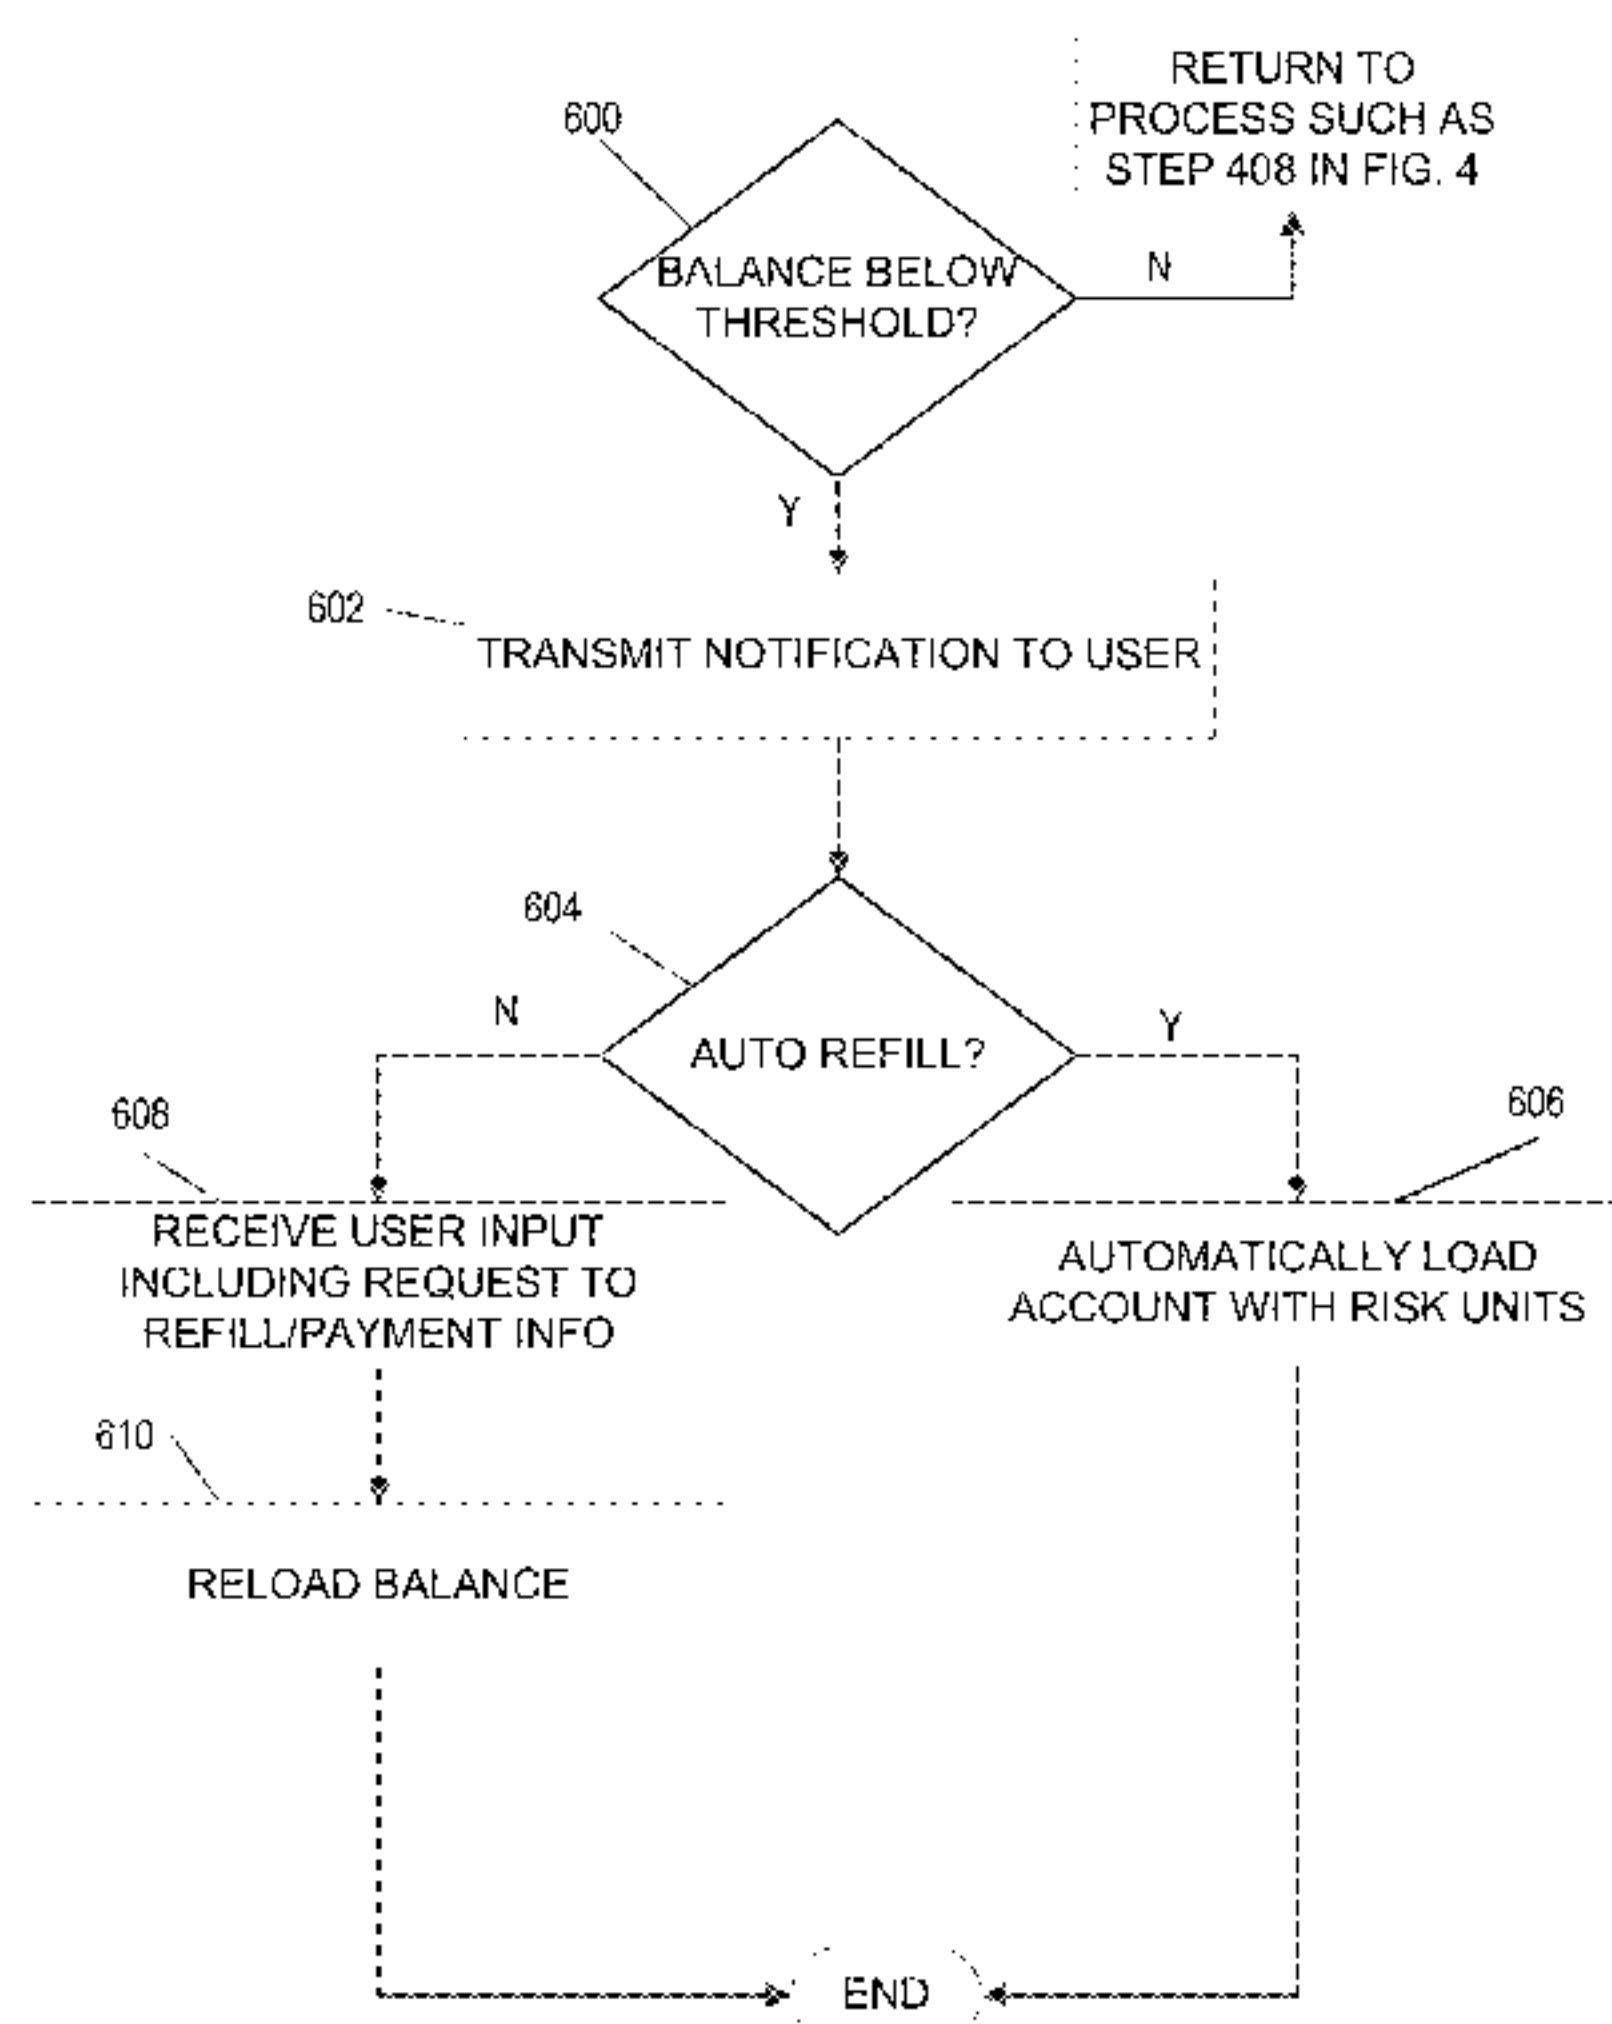 RETURN TO
PROCESS SUCH AS
STEP 408 IN FIG. 4
600
BALANCE BELOW
THRESHOLD?
N
Y
602
TRANSMIT NOTIFICATION TO USER
604
N
AUTO REFILL?
Y
608
606
RECEIVE USER INPUT
INCLUDING REQUEST TO
REFILL/PAYMENT INFO
AUTOMATICALLY LOAD
ACCOUNT WITH RISK UNITS
610
RELOAD BALANCE
END